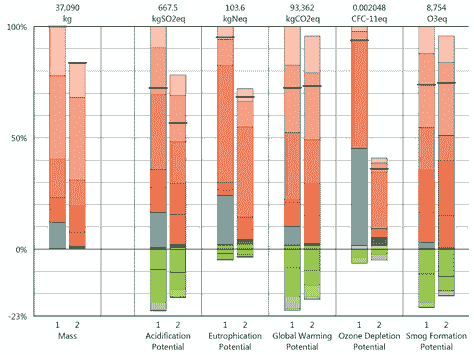 37,090 667.5 103.6 93,362 0.002048 8,754
kg kgSO2eq kgNeq kgCO2eq CFC-11eq O3eq
100%
50%
0%
-23%
1 2 1 2 1 2 1 2 1 2 1 2
Mass Acidification Eutrophication Global Warming Ozone Depletion Smog Formation
Potential Potential Potential Potential Potential